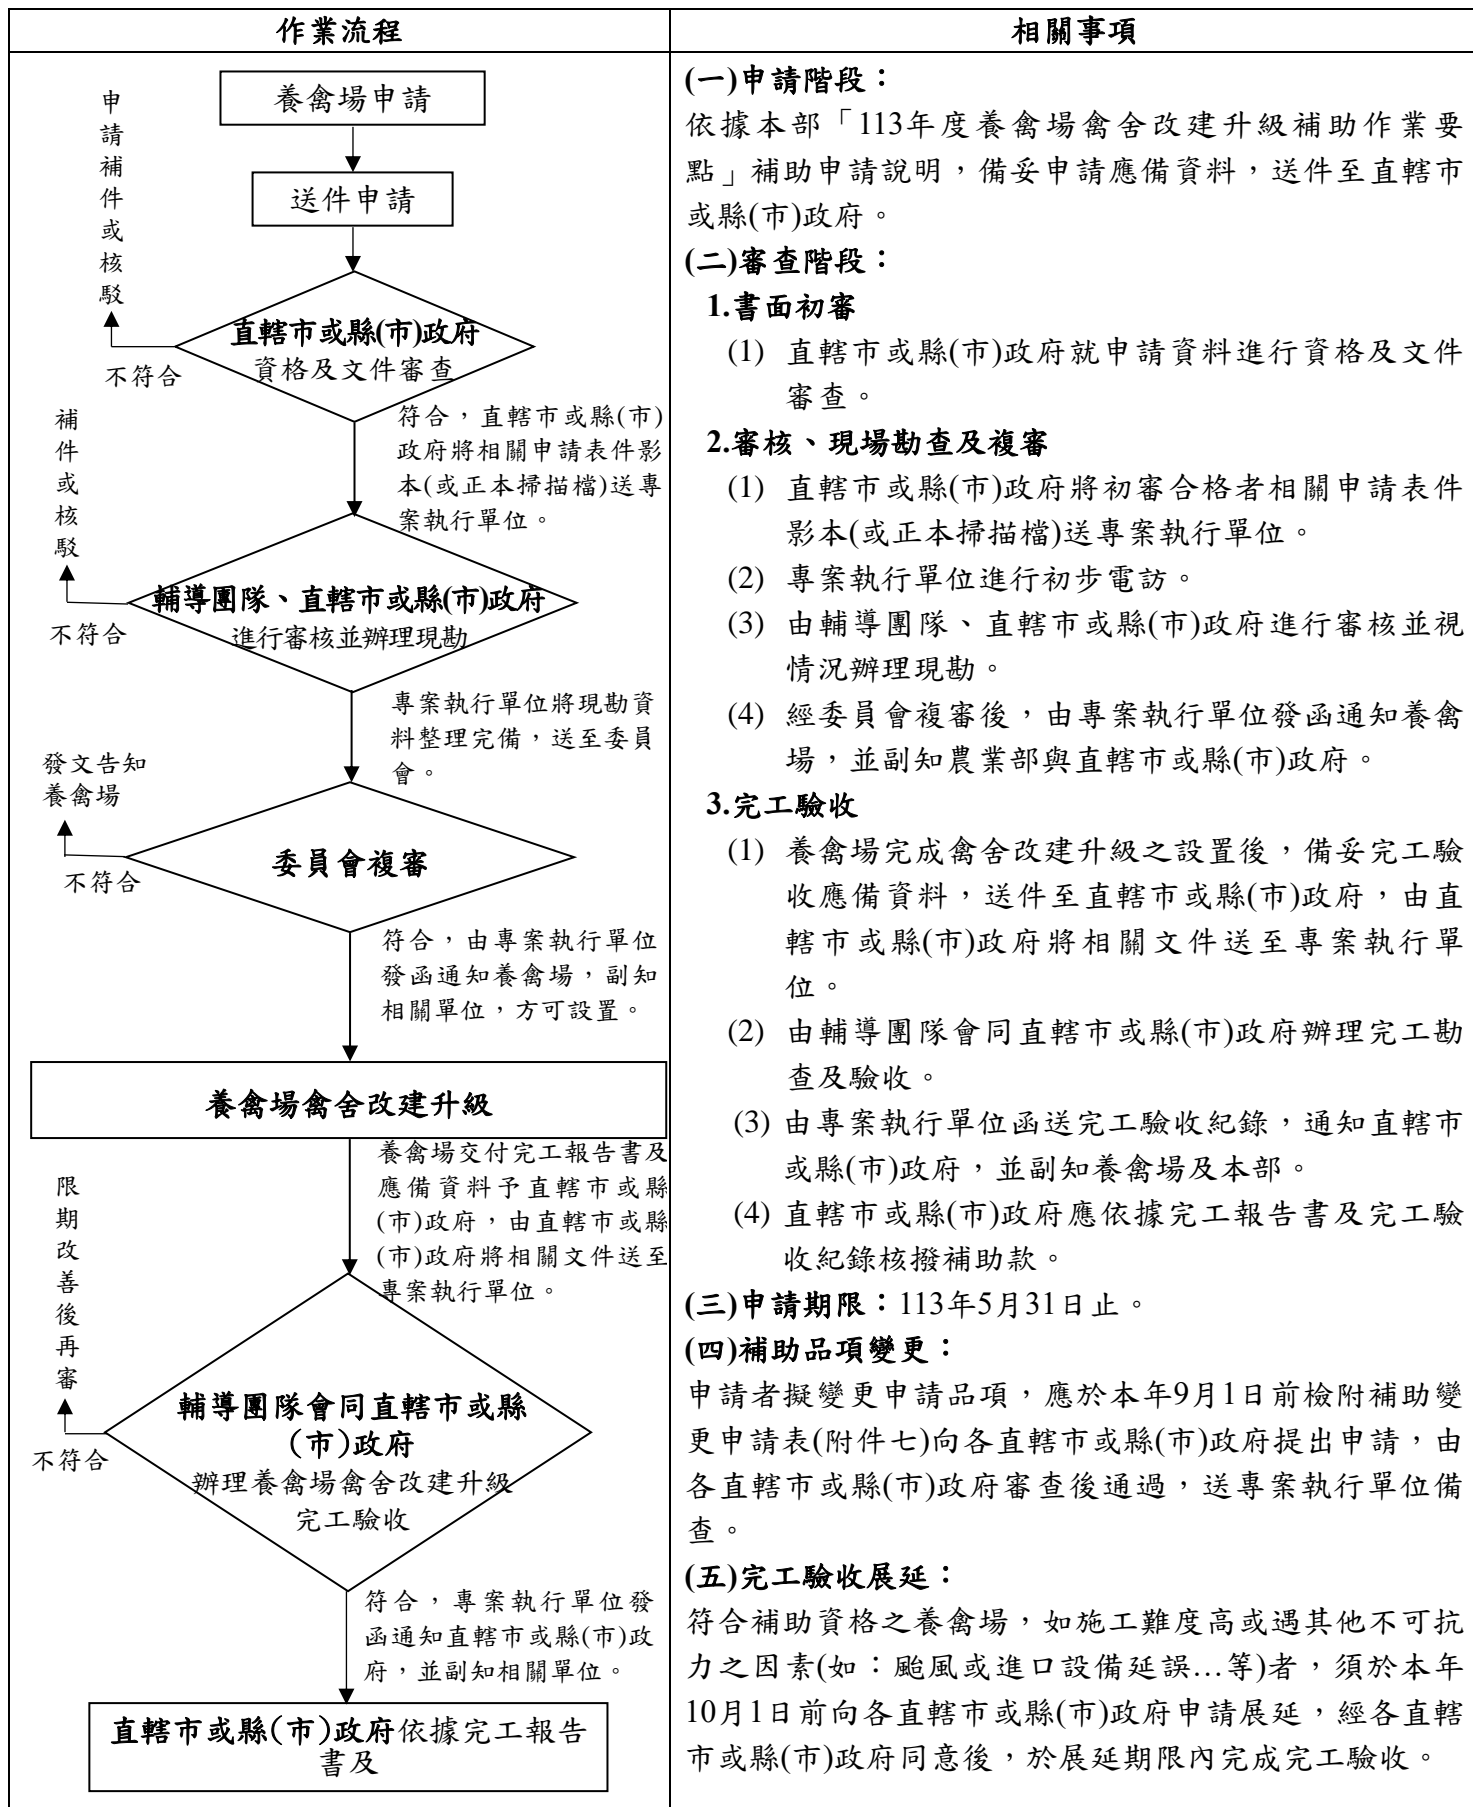 作業流程
養禽場申請
送件申請
申請補件或核駁
直轄市或縣(市)政府
資格及文件審查
不符合
符合，直轄市或縣(市)
政府將相關申請表件影
本(或正本掃描檔)送專
案執行單位。
補件或核駁
輔導團隊、直轄市或縣(市)政府
進行審核並辦理現勘
不符合
專案執行單位將現勘資
料整理完備，送至委員
會。
發文告知
養禽場
委員會複審
不符合
符合，由專案執行單位
發函通知養禽場，副知
相關單位，方可設置。
養禽場禽舍改建升級
養禽場交付完工報告書及
應備資料予直轄市或縣
(市)政府，由直轄市或縣
(市)政府將相關文件送至
專案執行單位。
限期改善後再審
輔導團隊會同直轄市或縣
(市)政府
辦理養禽場禽舍改建升級
完工驗收
不符合
符合，專案執行單位發
函通知直轄市或縣(市)政
府，並副知相關單位。
直轄市或縣(市)政府依據完工報告
書及
相關事項
(一)申請階段：
依據本部「113年度養禽場禽舍改建升級補助作業要
點」補助申請說明，備妥申請應備資料，送件至直轄市
或縣(市)政府。
(二)審查階段：
1.書面初審
(1) 直轄市或縣(市)政府就申請資料進行資格及文件
審查。
2.審核、現場勘查及複審
(1) 直轄市或縣(市)政府將初審合格者相關申請表件
影本(或正本掃描檔)送專案執行單位。
(2) 專案執行單位進行初步電訪。
(3) 由輔導團隊、直轄市或縣(市)政府進行審核並視
情況辦理現勘。
(4) 經委員會複審後，由專案執行單位發函通知養禽
場，並副知農業部與直轄市或縣(市)政府。
3.完工驗收
(1) 養禽場完成禽舍改建升級之設置後，備妥完工驗
收應備資料，送件至直轄市或縣(市)政府，由直
轄市或縣(市)政府將相關文件送至專案執行單
位。
(2) 由輔導團隊會同直轄市或縣(市)政府辦理完工勘
查及驗收。
(3) 由專案執行單位函送完工驗收紀錄，通知直轄市
或縣(市)政府，並副知養禽場及本部。
(4) 直轄市或縣(市)政府應依據完工報告書及完工驗
收紀錄核撥補助款。
(三)申請期限：113年5月31日止。
(四)補助品項變更：
申請者擬變更申請品項，應於本年9月1日前檢附補助變
更申請表(附件七)向各直轄市或縣(市)政府提出申請，由
各直轄市或縣(市)政府審查後通過，送專案執行單位備
查。
(五)完工驗收展延：
符合補助資格之養禽場，如施工難度高或遇其他不可抗
力之因素(如：颱風或進口設備延誤…等)者，須於本年
10月1日前向各直轄市或縣(市)政府申請展延，經各直轄
市或縣(市)政府同意後，於展延期限內完成完工驗收。